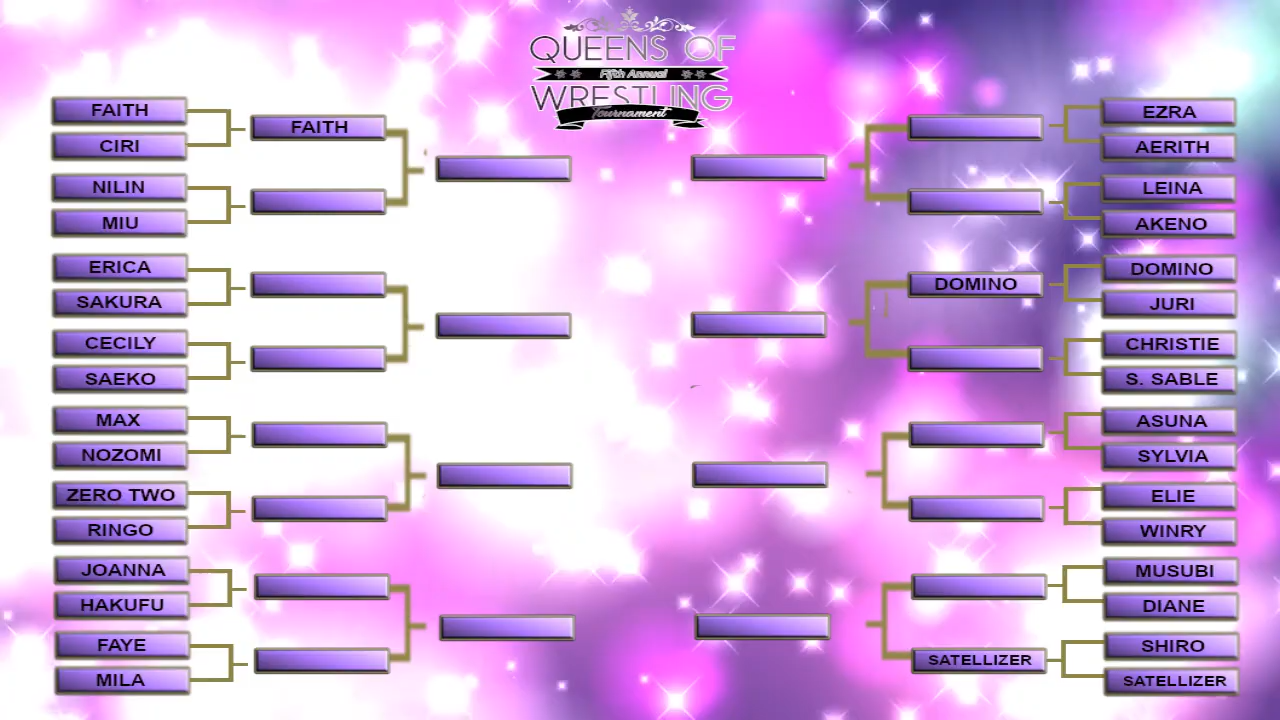 QUEENS OF
Fifth Annual
WRESTLING
Tournament
FAITH
CIRI
NILIN
MIU
ERICA
SAKURA
CECILY
SAEKO
MAX
NOZOMI
ZERO TWO
RINGO
JOANNA
HAKUFU
FAYE
MILA
FAITH
DOMINO
SATELLIZER
EZRA
AERITH
LEINA
AKENO
DOMINO
JURI
CHRISTIE
S. SABLE
ASUNA
SYLVIA
ELIE
WINRY
MUSUBI
DIANE
SHIRO
SATELLIZER